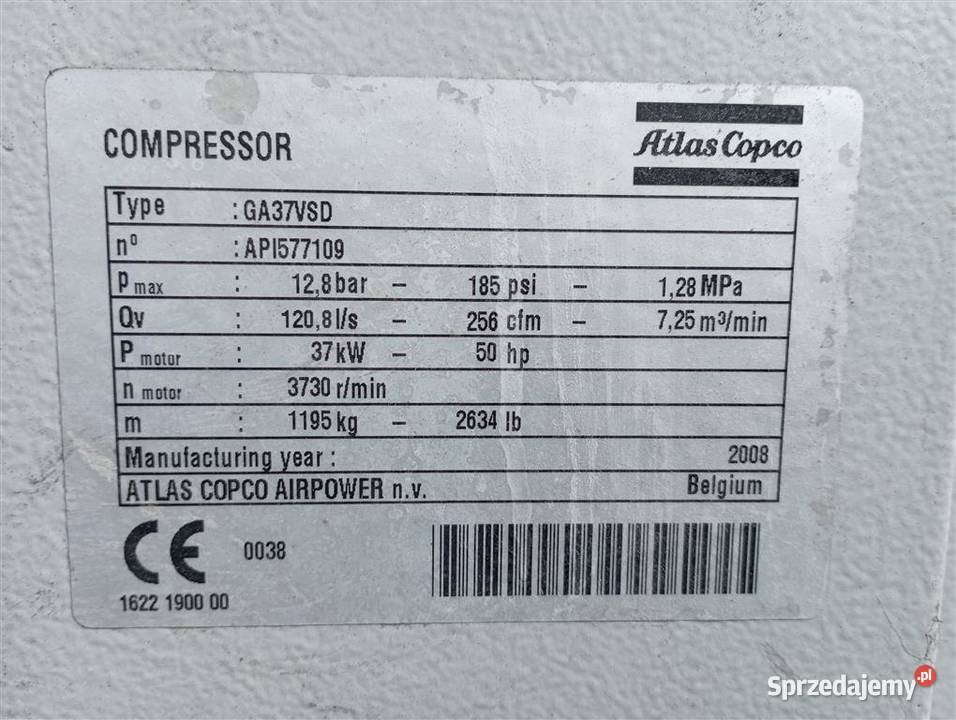 COMPRESSOR
Atlas Copco
Type : GA37VSD
nº : API577109
P max : 12,8 bar – 185 psi – 1,28 MPa
Qv : 120,8 l/s – 256 cfm – 7,25 m³/min
P motor : 37 kW – 50 hp
n motor : 3730 r/min
m : 1195 kg – 2634 lb
Manufacturing year : 2008
ATLAS COPCO AIRPOWER n.v. Belgium
CE 0038
1622 1900 00
Sprzedajemy.pl